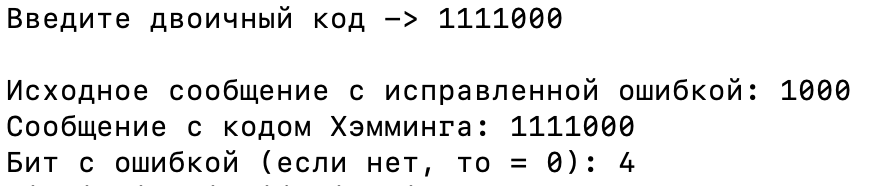 Введите двоичный код -> 1111000
Исходное сообщение с исправленной ошибкой: 1000
Сообщение с кодом Хэмминга: 1111000
Бит с ошибкой (если нет, то = 0): 4